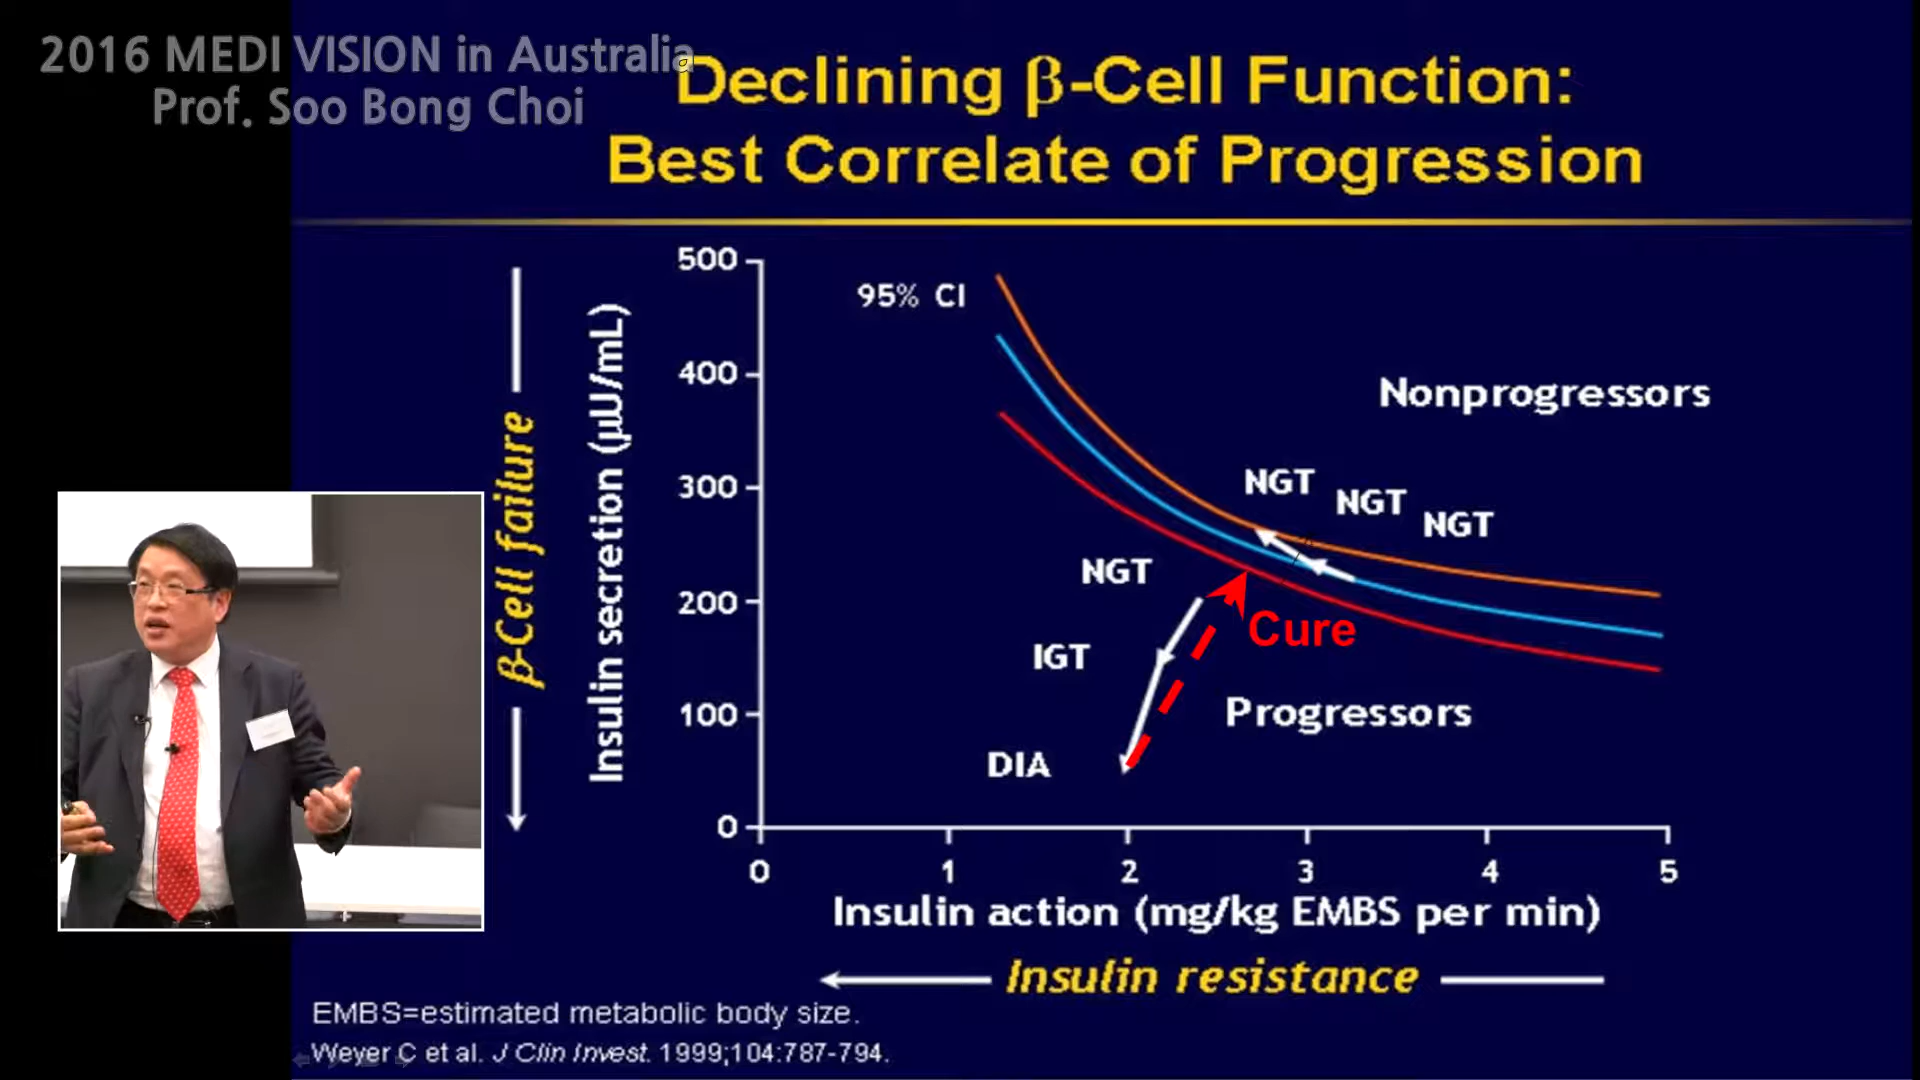 2016 MEDI VISION in Australia
Prof. Soo Bong Choi
Declining β-Cell Function:
Best Correlate of Progression
β-Cell failure
Insulin secretion (µU/mL)
500
400
300
200
100
0
95% CI
Nonprogressors
NGT
NGT
NGT
NGT
Cure
IGT
Progressors
DIA
0
1
2
3
4
5
Insulin action (mg/kg EMBS per min)
Insulin resistance
EMBS=estimated metabolic body size.
Weyer C et al. J Clin Invest. 1999;104:787-794.